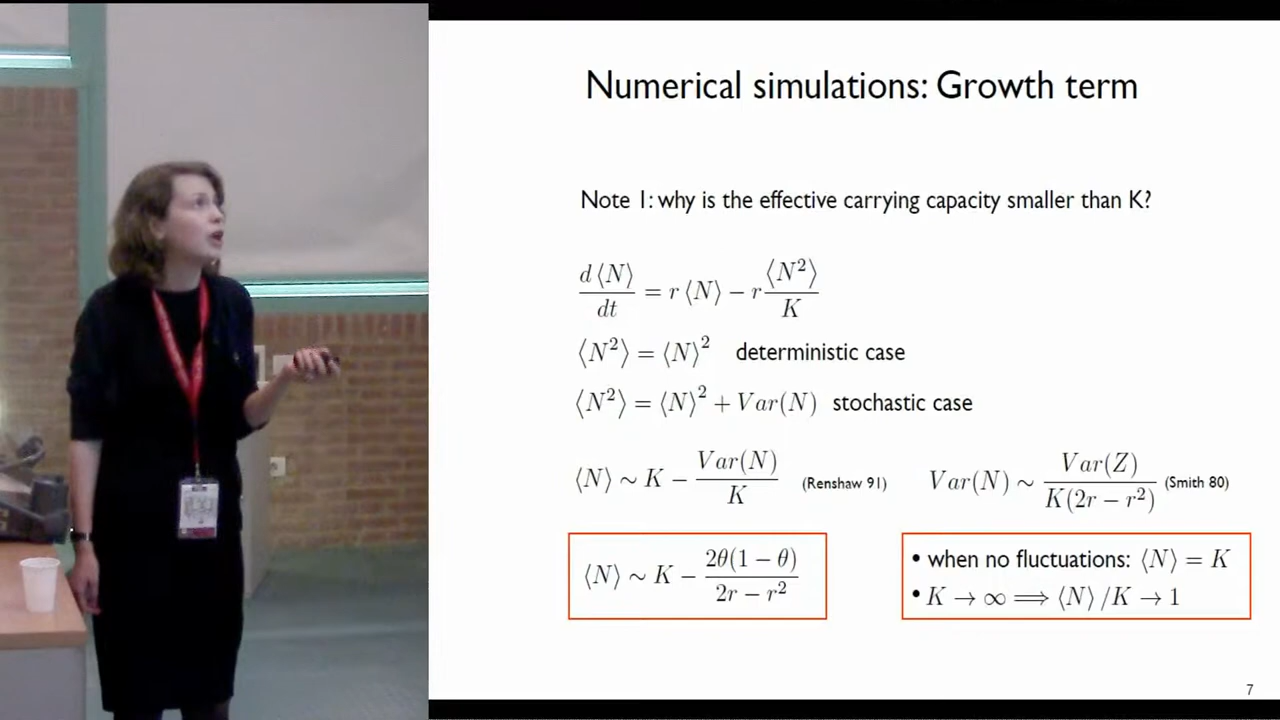 Numerical simulations: Growth term
Note 1: why is the effective carrying capacity smaller than K?
d⟨N⟩/dt = r⟨N⟩ − r ⟨N²⟩/K
⟨N²⟩ = ⟨N⟩² deterministic case
⟨N²⟩ = ⟨N⟩² + Var(N) stochastic case
⟨N⟩ ∼ K − Var(N)/K (Renshaw 91) Var(N) ∼ Var(Z)/K(2r − r²) (Smith 80)
⟨N⟩ ∼ K − 2θ(1 − θ)/2r − r²
• when no fluctuations: ⟨N⟩ = K
• K → ∞ ⟹ ⟨N⟩/K → 1
7